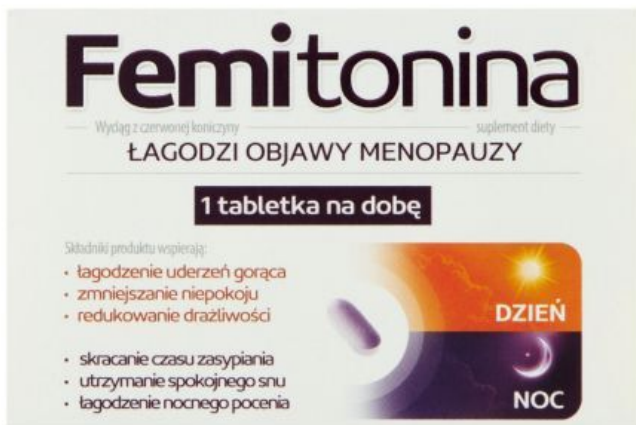 Femitonina
Wyciąg z czerwonej koniczyny
suplement diety
ŁAGODZI OBJAWY MENOPAUZY
1 tabletka na dobę
Składniki produktu wspierają:
• łagodzenie uderzeń gorąca
• zmniejszanie niepokoju
• redukowanie drażliwości
• skracanie czasu zasypiania
• utrzymanie spokojnego snu
• łagodzenie nocnego pocenia
DZIEŃ
NOC